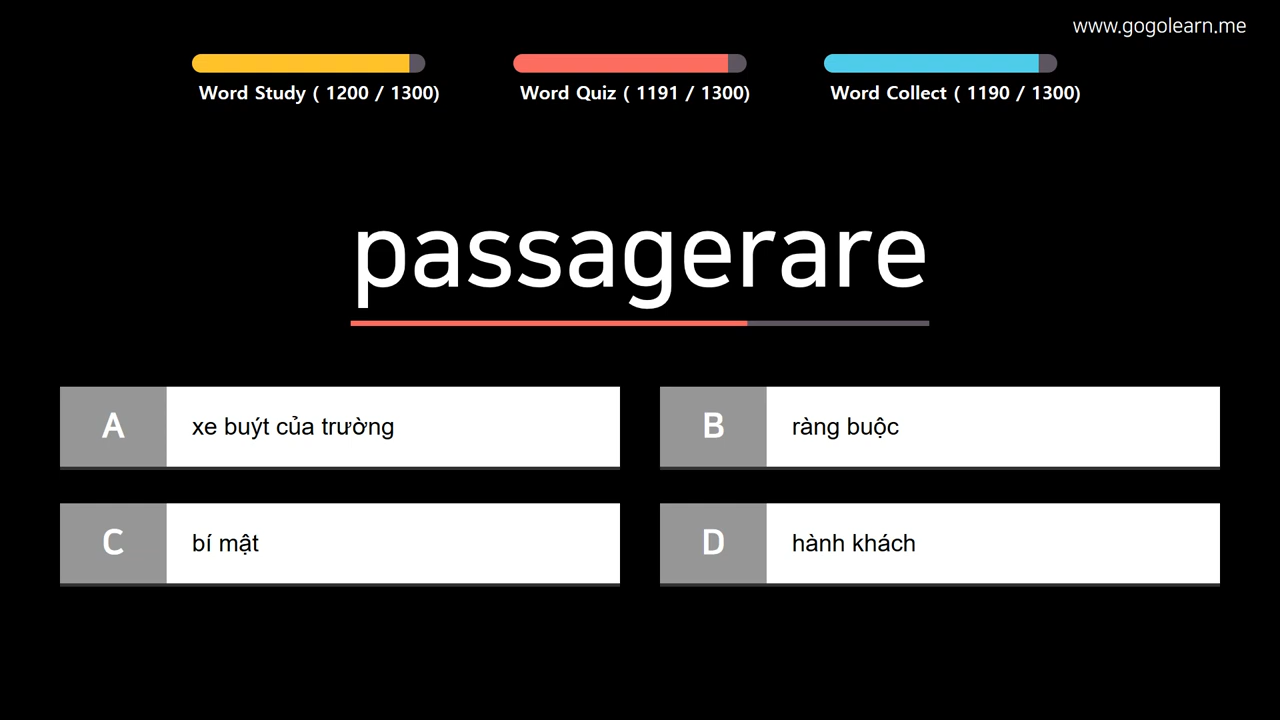 www.gogolearn.me
Word Study ( 1200 / 1300)
Word Quiz ( 1191 / 1300)
Word Collect ( 1190 / 1300)
passagerare
A
xe buýt của trường
B
ràng buộc
C
bí mật
D
hành khách